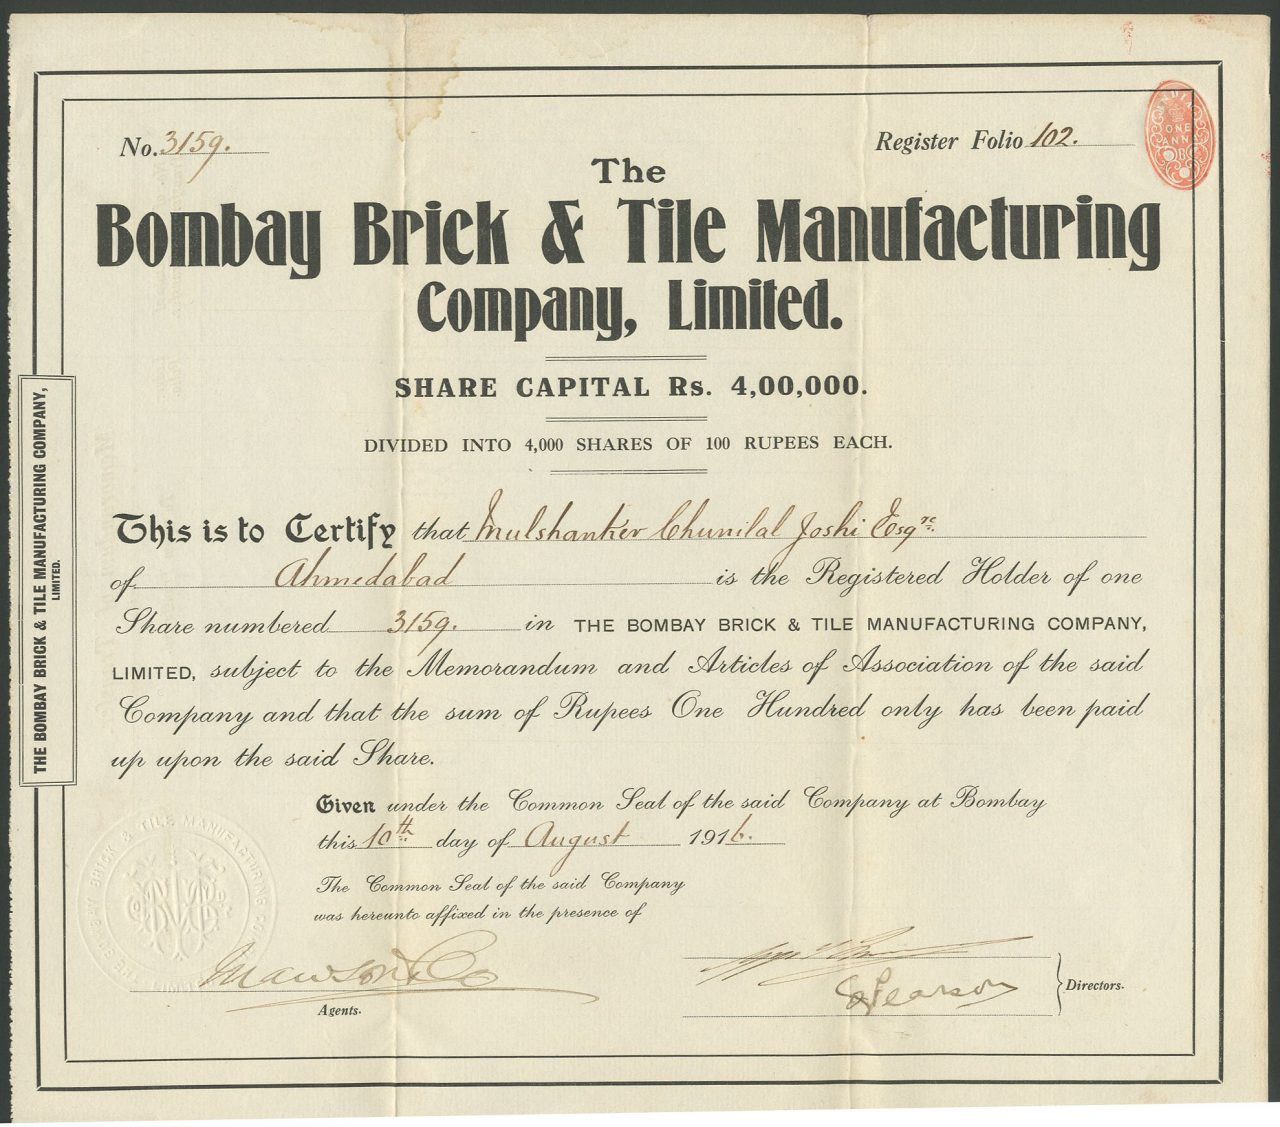 No. 3159.
Register Folio 102.
INDIA
ONE
ANNA
The
Bombay Brick & Tile Manufacturing
Company, Limited.
SHARE CAPITAL Rs. 4,00,000.
DIVIDED INTO 4,000 SHARES OF 100 RUPEES EACH.
THE BOMBAY BRICK & TILE MANUFACTURING COMPANY,
LIMITED.
This is to Certify that Mulshanker Chunilal Joshi Esqre.
of Ahmedabad is the Registered Holder of one
Share numbered 3159. in THE BOMBAY BRICK & TILE MANUFACTURING COMPANY,
LIMITED, subject to the Memorandum and Articles of Association of the said
Company and that the sum of Rupees One Hundred only has been paid
up upon the said Share.
Given under the Common Seal of the said Company at Bombay
this 10th day of August 1916.
The Common Seal of the said Company
was hereunto affixed in the presence of
Mawson & Co
Agents.
Pearson
Directors.